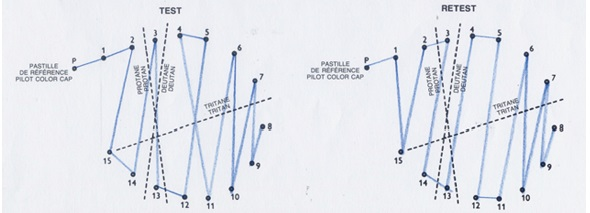 TEST
P
1
2
3
4
5
6
7
8
9
10
11
12
13
14
15
PASTILLE
DE RÉFÉRENCE
PILOT COLOR CAP
PROTANE
PROTAN
DEUTANE
DEUTAN
TRITANE
TRITAN
RETEST
P
1
2
3
4
5
6
7
8
9
10
11
12
13
14
15
PASTILLE
DE RÉFÉRENCE
PILOT COLOR CAP
PROTANE
PROTAN
DEUTANE
DEUTAN
TRITANE
TRITAN